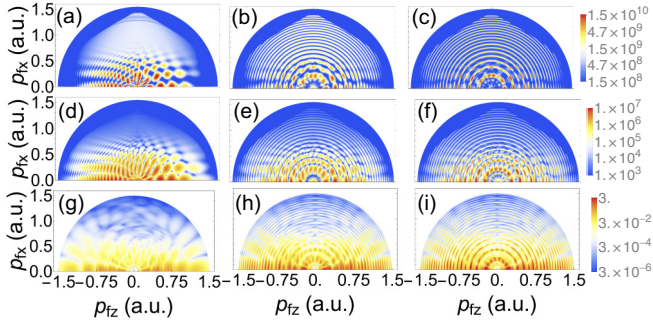 (a) (b) (c)
1.5 1.0 0.5 0.0
p_fx (a.u.)
1.5×10^10
4.7×10^9
1.5×10^9
4.7×10^8
1.5×10^8
(d) (e) (f)
1.5 1.0 0.5 0.0
p_fx (a.u.)
1.×10^7
1.×10^6
1.×10^5
1.×10^4
1.×10^3
(g) (h) (i)
1.5 1.0 0.5 0.0
p_fx (a.u.)
3.
3.×10^−2
3.×10^−4
3.×10^−6
−1.5 −0.75 0. 0.75 1.5 −1.5 −0.75 0. 0.75 1.5 −1.5 −0.75 0. 0.75 1.5
p_fz (a.u.) p_fz (a.u.) p_fz (a.u.)